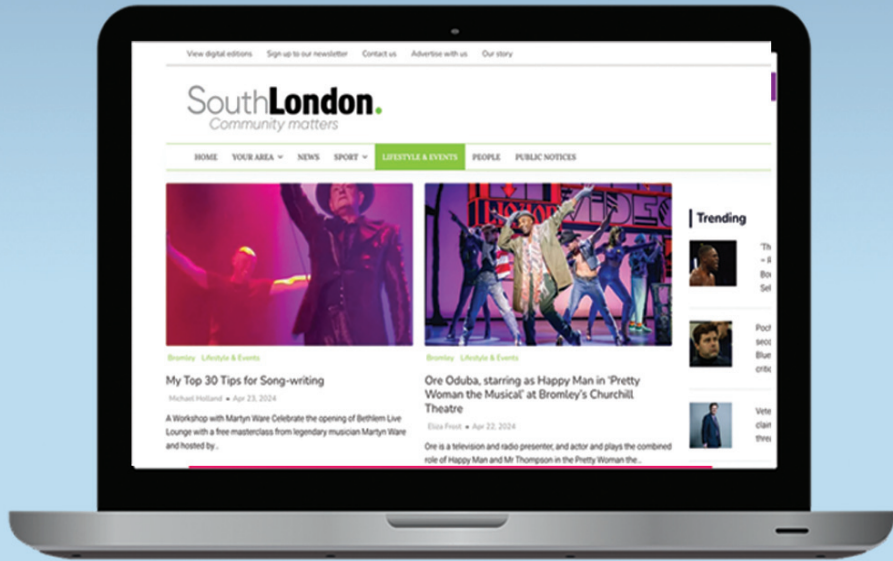 View digital editions Sign up to our newsletter Contact us Advertise with us Our story
SouthLondon.
Community matters
HOME YOUR AREA NEWS SPORT LIFESTYLE & EVENTS PEOPLE PUBLIC NOTICES
LIQUOR VIDEO
Bromley Lifestyle & Events
My Top 30 Tips for Song-writing
Michael Holland • Apr 23, 2024
A Workshop with Martyn Ware Celebrate the opening of Bethlem Live
Lounge with a free masterclass from legendary musician Martyn Ware
and hosted by...
Bromley Lifestyle & Events
Ore Oduba, starring as Happy Man in 'Pretty
Woman the Musical' at Bromley's Churchill
Theatre
Eliza Frost • Apr 22, 2024
Ore is a television and radio presenter, and actor and plays the combined
role of Happy Man and Mr Thompson in the Pretty Woman the...
Trending